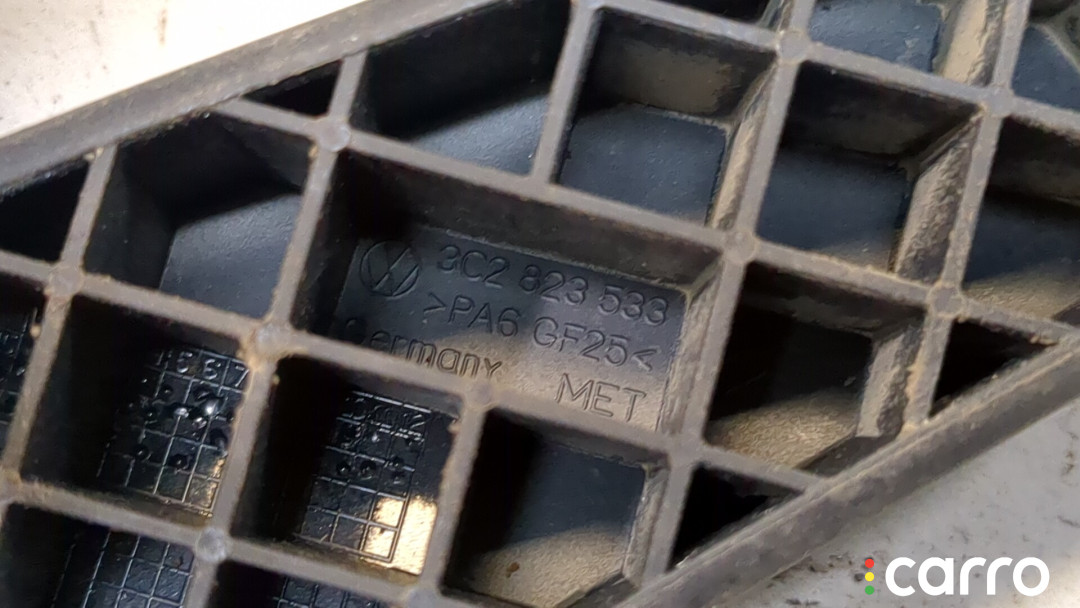 3C2 823 533
>PA6 GF25<
Germany
MET
carro